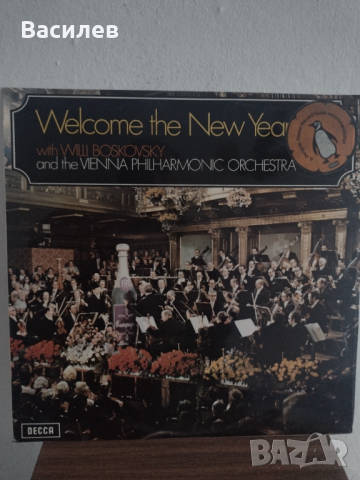 Василев
Welcome the New Year
with WILLI BOSKOVSKY
and the VIENNA PHILHARMONIC ORCHESTRA
DECCA
BAZAR